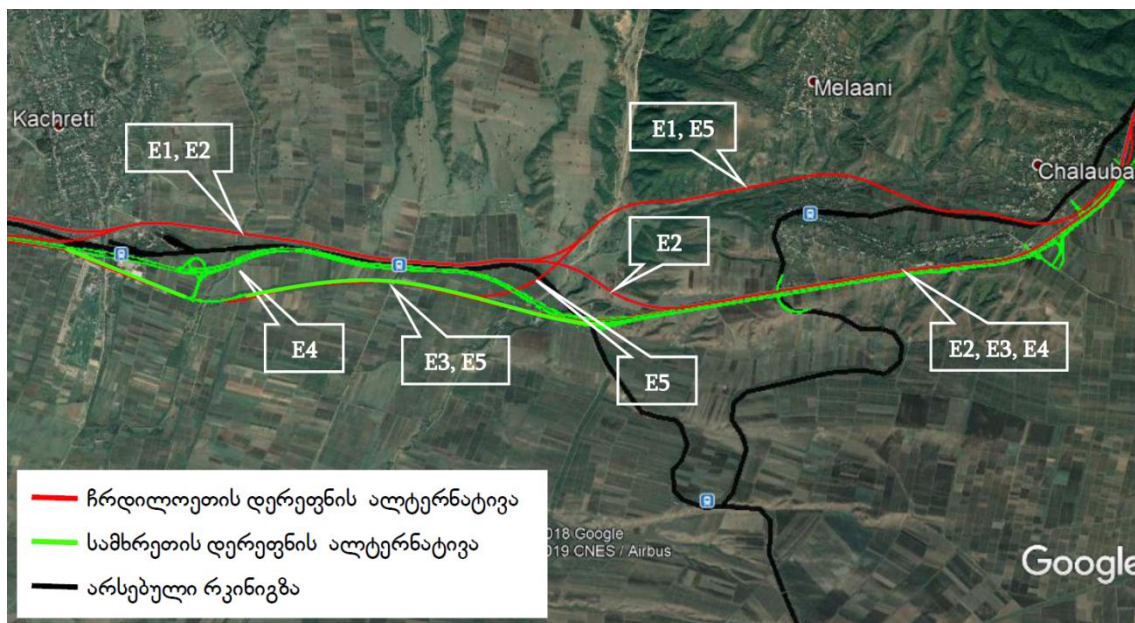 Melaani
Kachreti
E1, E5
E1, E2
Chalauba
E2
E4
E3, E5
E5
E2, E3, E4
ჩრდილოეთის დერეფნის ალტერნატივა
სამხრეთის დერეფნის ალტერნატივა
არსებული რკინიგზა
018 Google
019 CNES / Airbus
Google